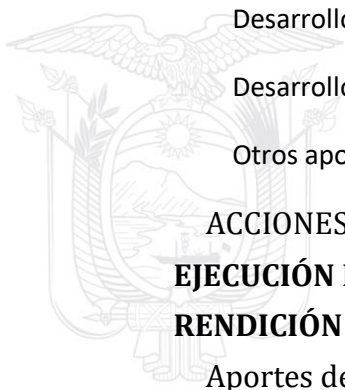 Desarrollo
Desarrollo
Otros apo
ACCIONES
EJECUCIÓN
RENDICIÓN
Aportes de